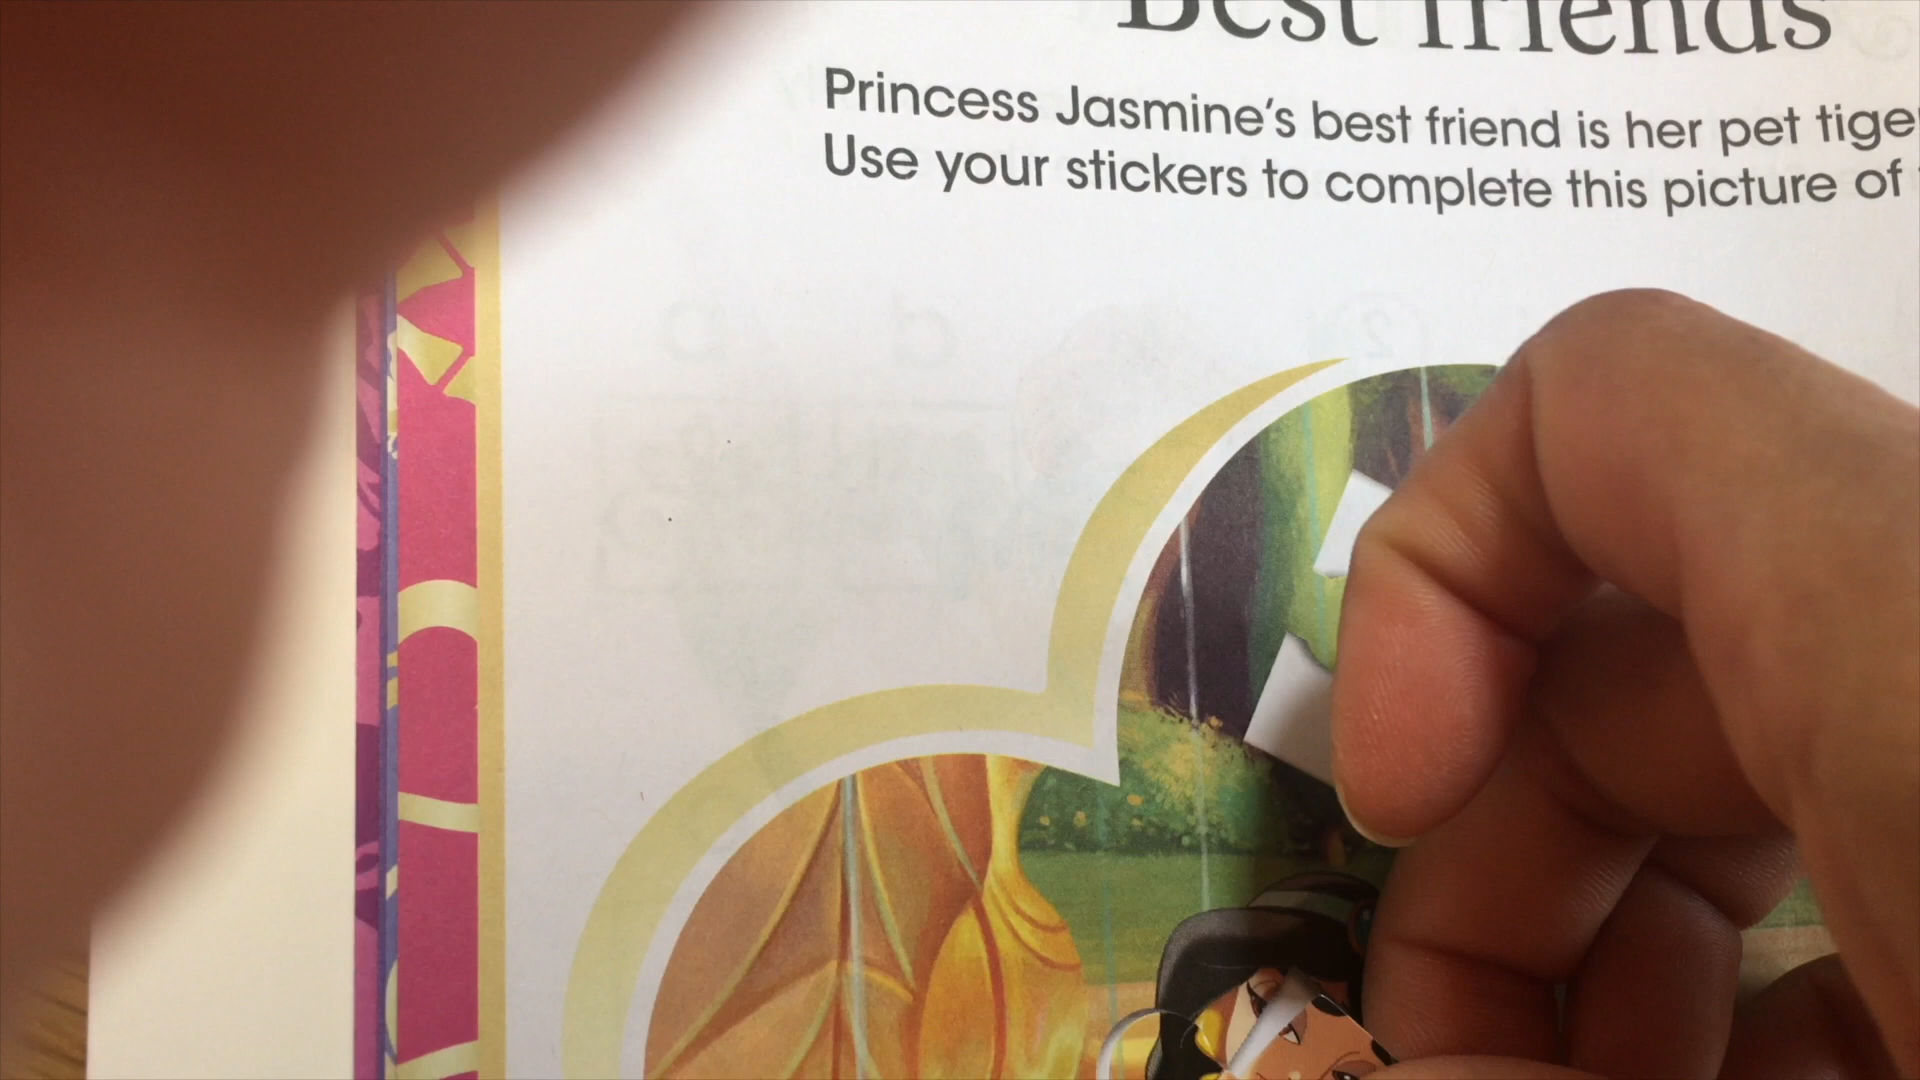 Best friends
Princess Jasmine's best friend is her pet tige
Use your stickers to complete this picture of